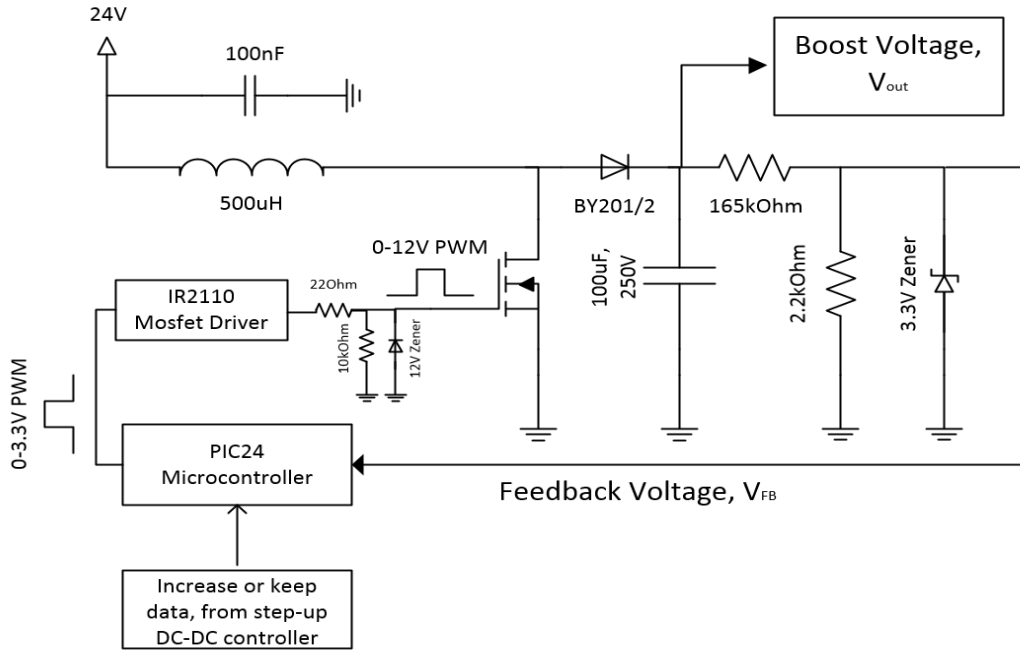 24V
100nF
Boost Voltage,
Vout
500uH
BY201/2
165kOhm
0-12V PWM
100uF,
250V
2.2kOhm
3.3V Zener
22Ohm
IR2110
Mosfet Driver
10kOhm
12V Zener
0-3.3V PWM
PIC24
Microcontroller
Feedback Voltage, VFB
Increase or keep
data, from step-up
DC-DC controller